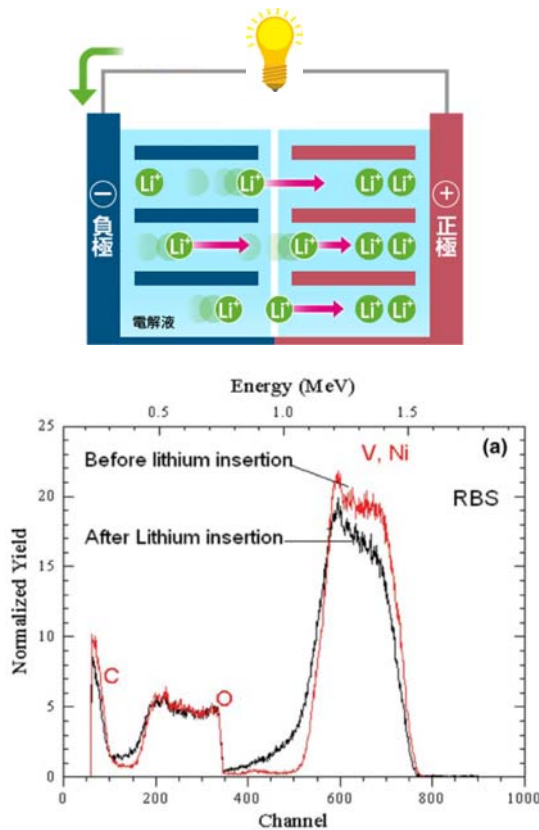 Li⁺
Li⁺
Li⁺
Li⁺
−
負極
+
正極
Li⁺
Li⁺
Li⁺
Li⁺
電解液
Li⁺
Li⁺
Li⁺
Li⁺
Energy (MeV)
0.5
1.0
1.5
25
20
15
10
5
0
Normalized Yield
Before lithium insertion
V, Ni
(a)
RBS
After Lithium insertion
C
O
0
200
400
600
800
1000
Channel